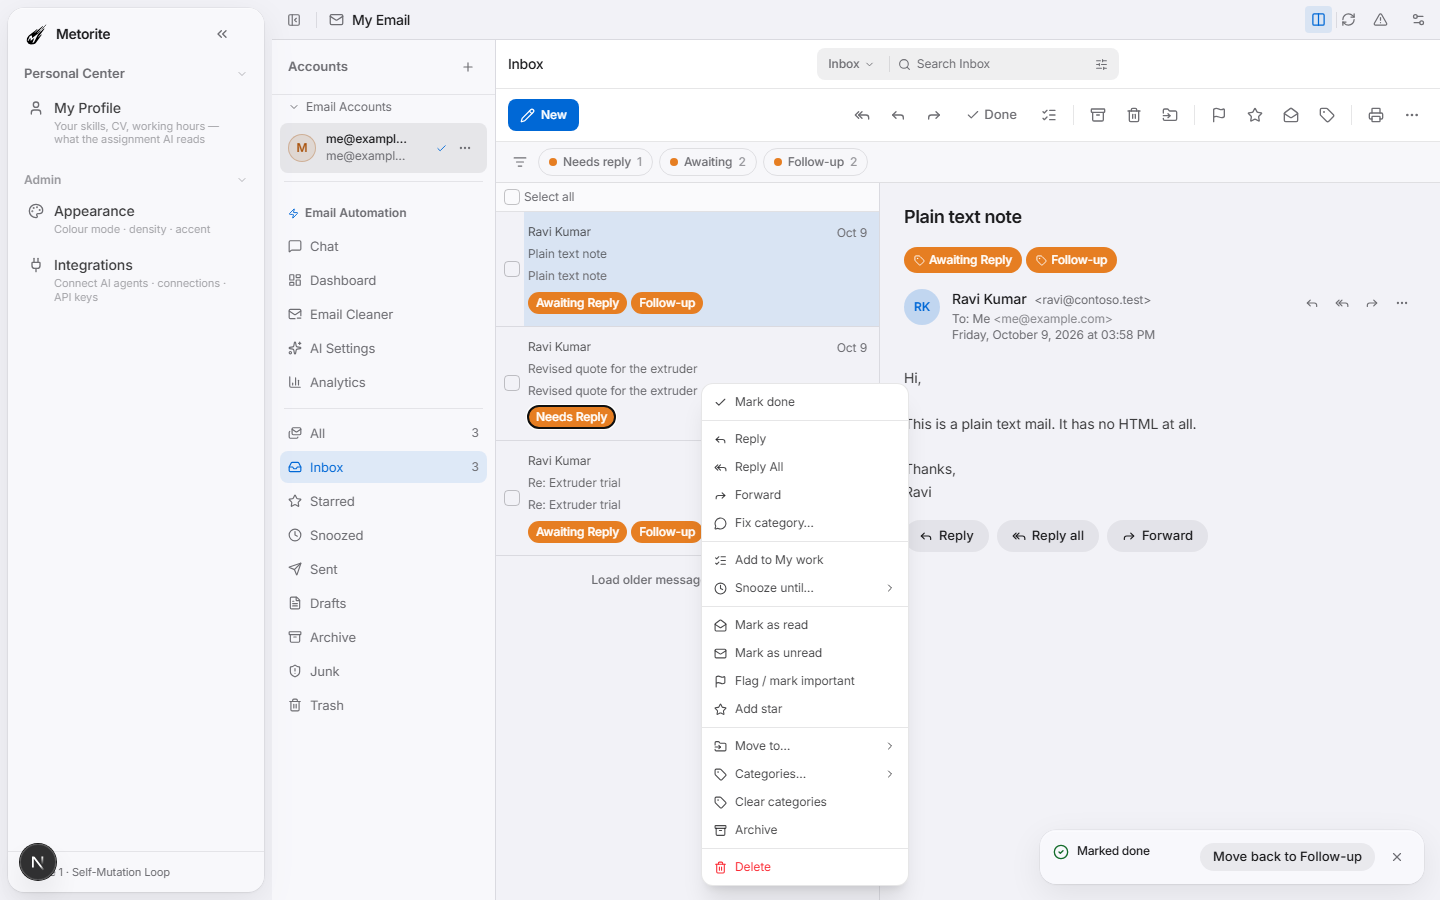 Metorite
Personal Center
My Profile
Your skills, CV, working hours —
what the assignment AI reads
Admin
Appearance
Colour mode · density · accent
Integrations
Connect AI agents · connections ·
API keys
N
1 · Self-Mutation Loop
My Email
Accounts
Email Accounts
M
me@exampl...
me@exampl...
Email Automation
Chat
Dashboard
Email Cleaner
AI Settings
Analytics
All 3
Inbox 3
Starred
Snoozed
Sent
Drafts
Archive
Junk
Trash
Inbox
Inbox
Search Inbox
New
Done
Needs reply 1
Awaiting 2
Follow-up 2
Select all
Ravi Kumar Oct 9
Plain text note
Plain text note
Awaiting Reply Follow-up
Ravi Kumar Oct 9
Revised quote for the extruder
Revised quote for the extruder
Needs Reply
Ravi Kumar
Re: Extruder trial
Re: Extruder trial
Awaiting Reply Follow-up
Load older
Mark done
Reply
Reply All
Forward
Fix category...
Add to My work
Snooze until...
Mark as read
Mark as unread
Flag / mark important
Add star
Move to...
Categories...
Clear categories
Archive
Delete
Plain text note
Awaiting Reply Follow-up
RK
Ravi Kumar <ravi@contoso.test>
To: Me <me@example.com>
Friday, October 9, 2026 at 03:58 PM
Hi,
This is a plain text mail. It has no HTML at all.
Thanks,
Ravi
Reply
Reply all
Forward
Marked done
Move back to Follow-up